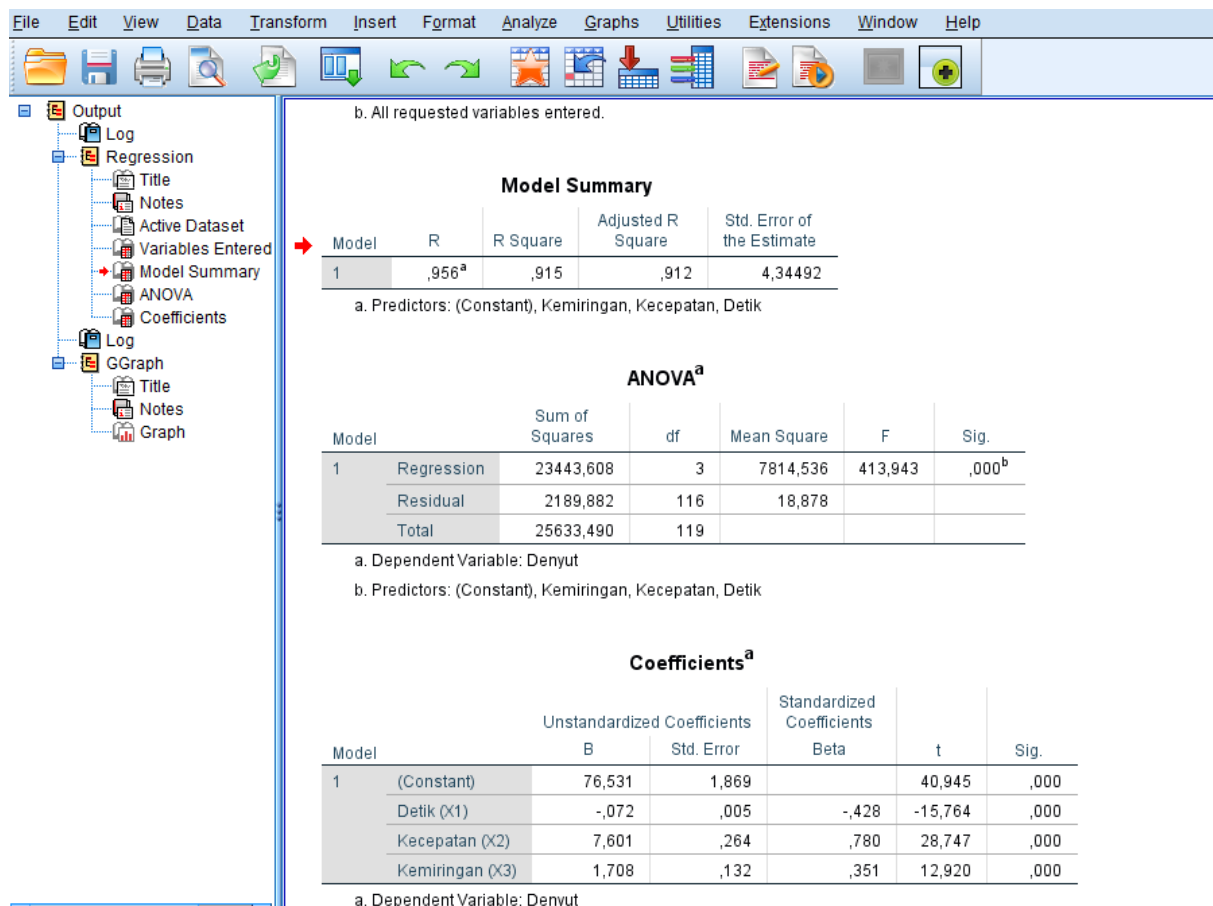 File Edit View Data Transform Insert Format Analyze Graphs Utilities Extensions Window Help
Output
Log
Regression
Title
Notes
Active Dataset
Variables Entered
Model Summary
ANOVA
Coefficients
Log
GGraph
Title
Notes
Graph
b. All requested variables entered.
Model Summary
Model R R Square Adjusted R Square Std. Error of the Estimate
1 ,956a ,915 ,912 4,34492
a. Predictors: (Constant), Kemiringan, Kecepatan, Detik
ANOVAa
Model Sum of Squares df Mean Square F Sig.
1 Regression 23443,608 3 7814,536 413,943 ,000b
Residual 2189,882 116 18,878
Total 25633,490 119
a. Dependent Variable: Denyut
b. Predictors: (Constant), Kemiringan, Kecepatan, Detik
Coefficientsa
Unstandardized Coefficients Standardized Coefficients
Model B Std. Error Beta t Sig.
1 (Constant) 76,531 1,869 40,945 ,000
Detik (X1) -,072 ,005 -,428 -15,764 ,000
Kecepatan (X2) 7,601 ,264 ,780 28,747 ,000
Kemiringan (X3) 1,708 ,132 ,351 12,920 ,000
a. Dependent Variable: Denyut